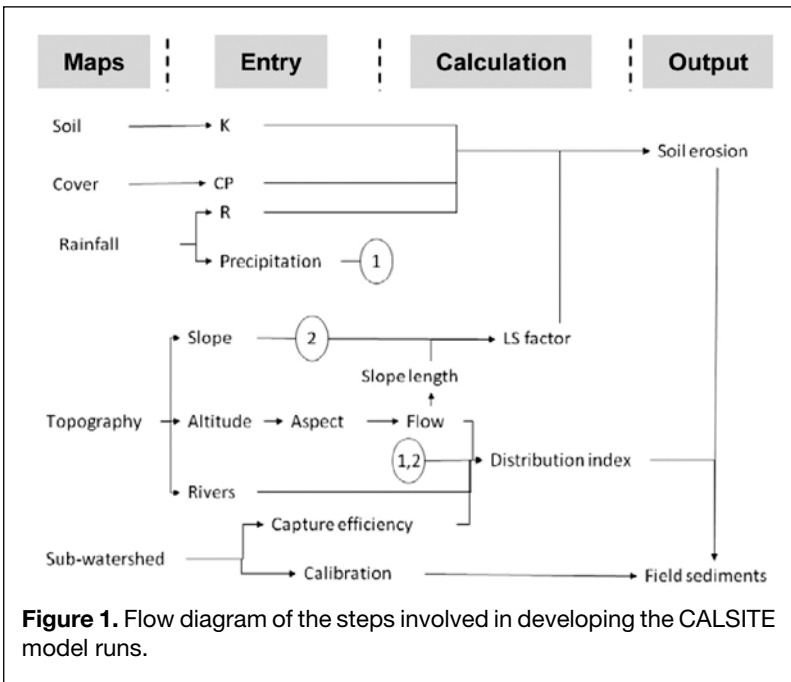 Maps Entry Calculation Output
Soil K
Soil erosion
Cover CP
R
Rainfall
Precipitation 1
Slope 2 LS factor
Slope length
Topography Altitude Aspect Flow
1,2 Distribution index
Rivers
Capture efficiency
Sub-watershed
Calibration Field sediments
Figure 1. Flow diagram of the steps involved in developing the CALSITE
model runs.